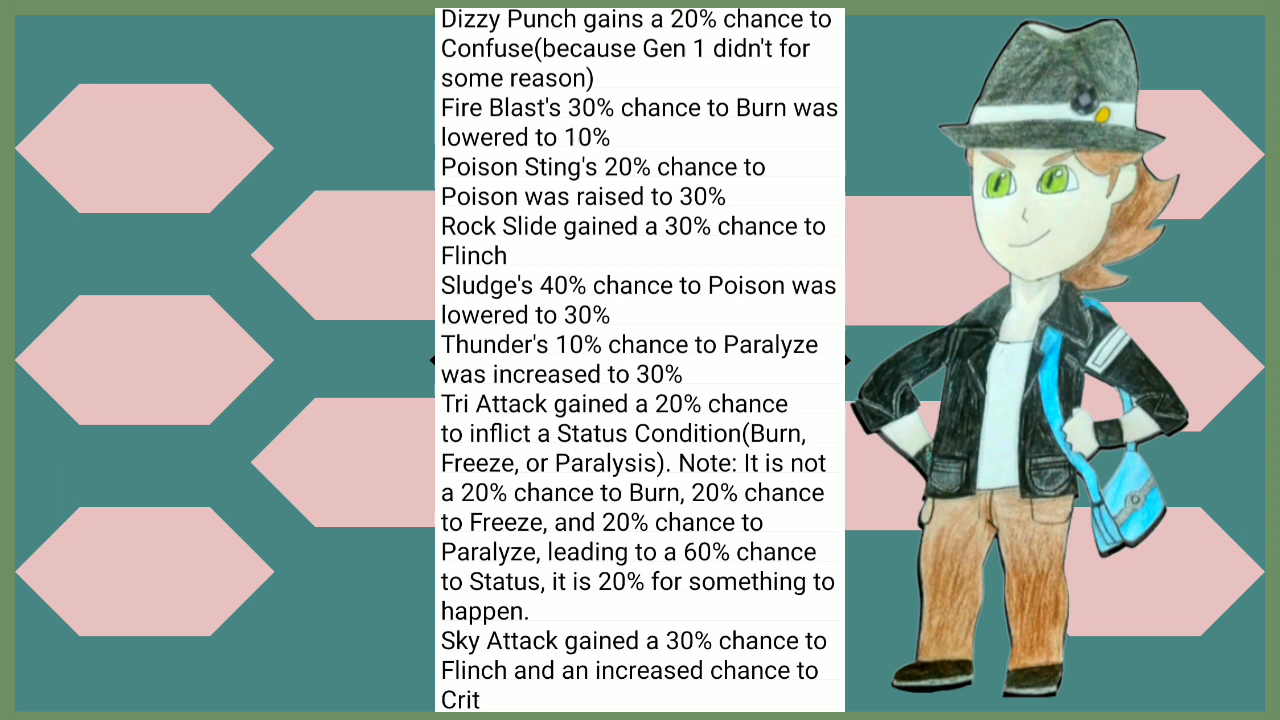 Dizzy Punch gains a 20% chance to
Confuse(because Gen 1 didn't for
some reason)
Fire Blast's 30% chance to Burn was
lowered to 10%
Poison Sting's 20% chance to
Poison was raised to 30%
Rock Slide gained a 30% chance to
Flinch
Sludge's 40% chance to Poison was
lowered to 30%
Thunder's 10% chance to Paralyze
was increased to 30%
Tri Attack gained a 20% chance
to inflict a Status Condition(Burn,
Freeze, or Paralysis). Note: It is not
a 20% chance to Burn, 20% chance
to Freeze, and 20% chance to
Paralyze, leading to a 60% chance
to Status, it is 20% for something to
happen.
Sky Attack gained a 30% chance to
Flinch and an increased chance to
Crit